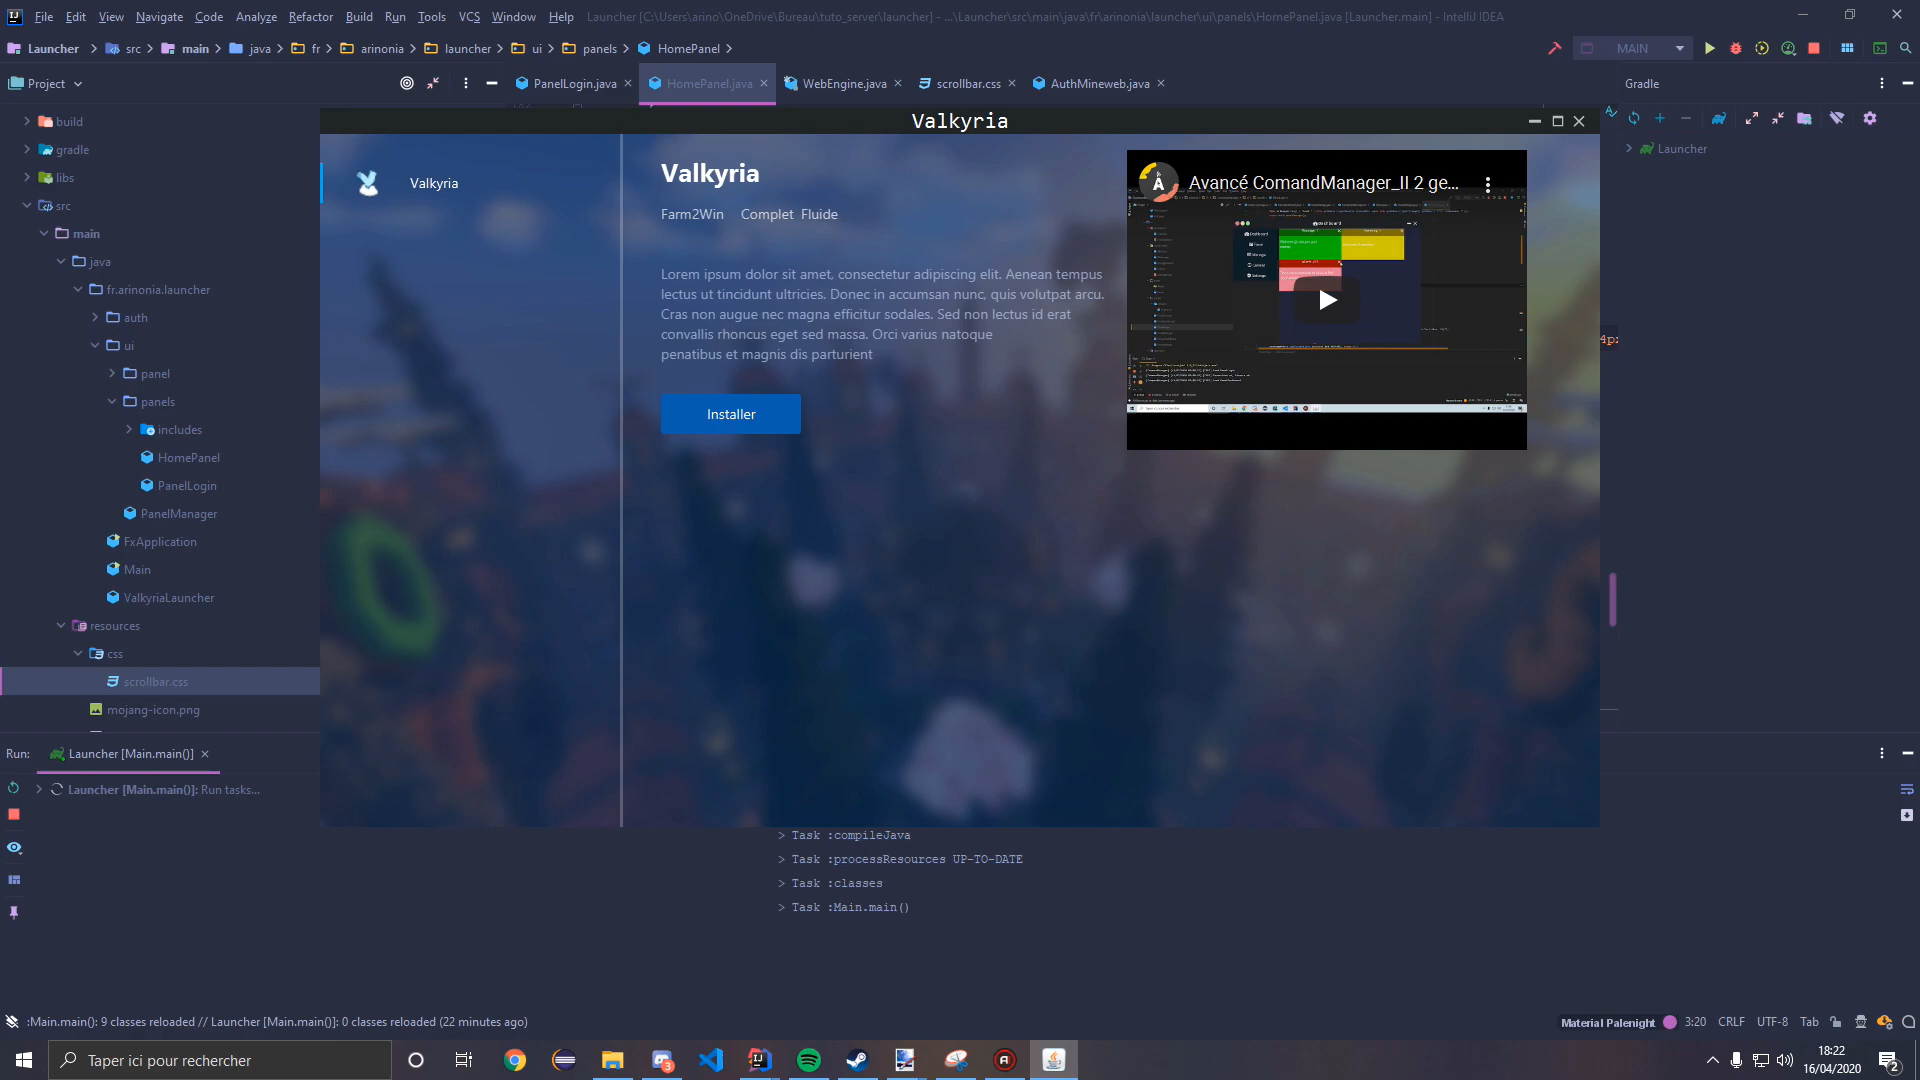 File Edit View Navigate Code Analyze Refactor Build Run Tools VCS Window Help Launcher [C:\Users\arino\OneDrive\Bureau\tuto_server\launcher] - ...\Launcher\src\main\java\fr\arinonia\launcher\ui\panels\HomePanel.java [Launcher.main] - IntelliJ IDEA
Launcher src main java fr arinonia launcher ui panels HomePanel MAIN
Project PanelLogin.java HomePanel.java WebEngine.java scrollbar.css AuthMineweb.java Gradle
build
gradle
libs
src
main
java
fr.arinonia.launcher
auth
ui
panel
panels
includes
HomePanel
PanelLogin
PanelManager
FxApplication
Main
ValkyriaLauncher
resources
css
scrollbar.css
mojang-icon.png
Launcher
4p:
Valkyria
Valkyria
Valkyria
Farm2Win Complet Fluide
Lorem ipsum dolor sit amet, consectetur adipiscing elit. Aenean tempus
lectus ut tincidunt ultricies. Donec in accumsan nunc, quis volutpat arcu.
Cras non augue nec magna efficitur sodales. Sed non lectus id erat
convallis rhoncus eget sed massa. Orci varius natoque
penatibus et magnis dis parturient
Installer
Avancé ComandManager_II 2 ge...
Run: Launcher [Main.main()]
Launcher [Main.main()]: Run tasks...
> Task :compileJava
> Task :processResources UP-TO-DATE
> Task :classes
> Task :Main.main()
:Main.main(): 9 classes reloaded // Launcher [Main.main()]: 0 classes reloaded (22 minutes ago)
Material Palenight 3:20 CRLF UTF-8 Tab
Taper ici pour rechercher
3
18:22
16/04/2020
2